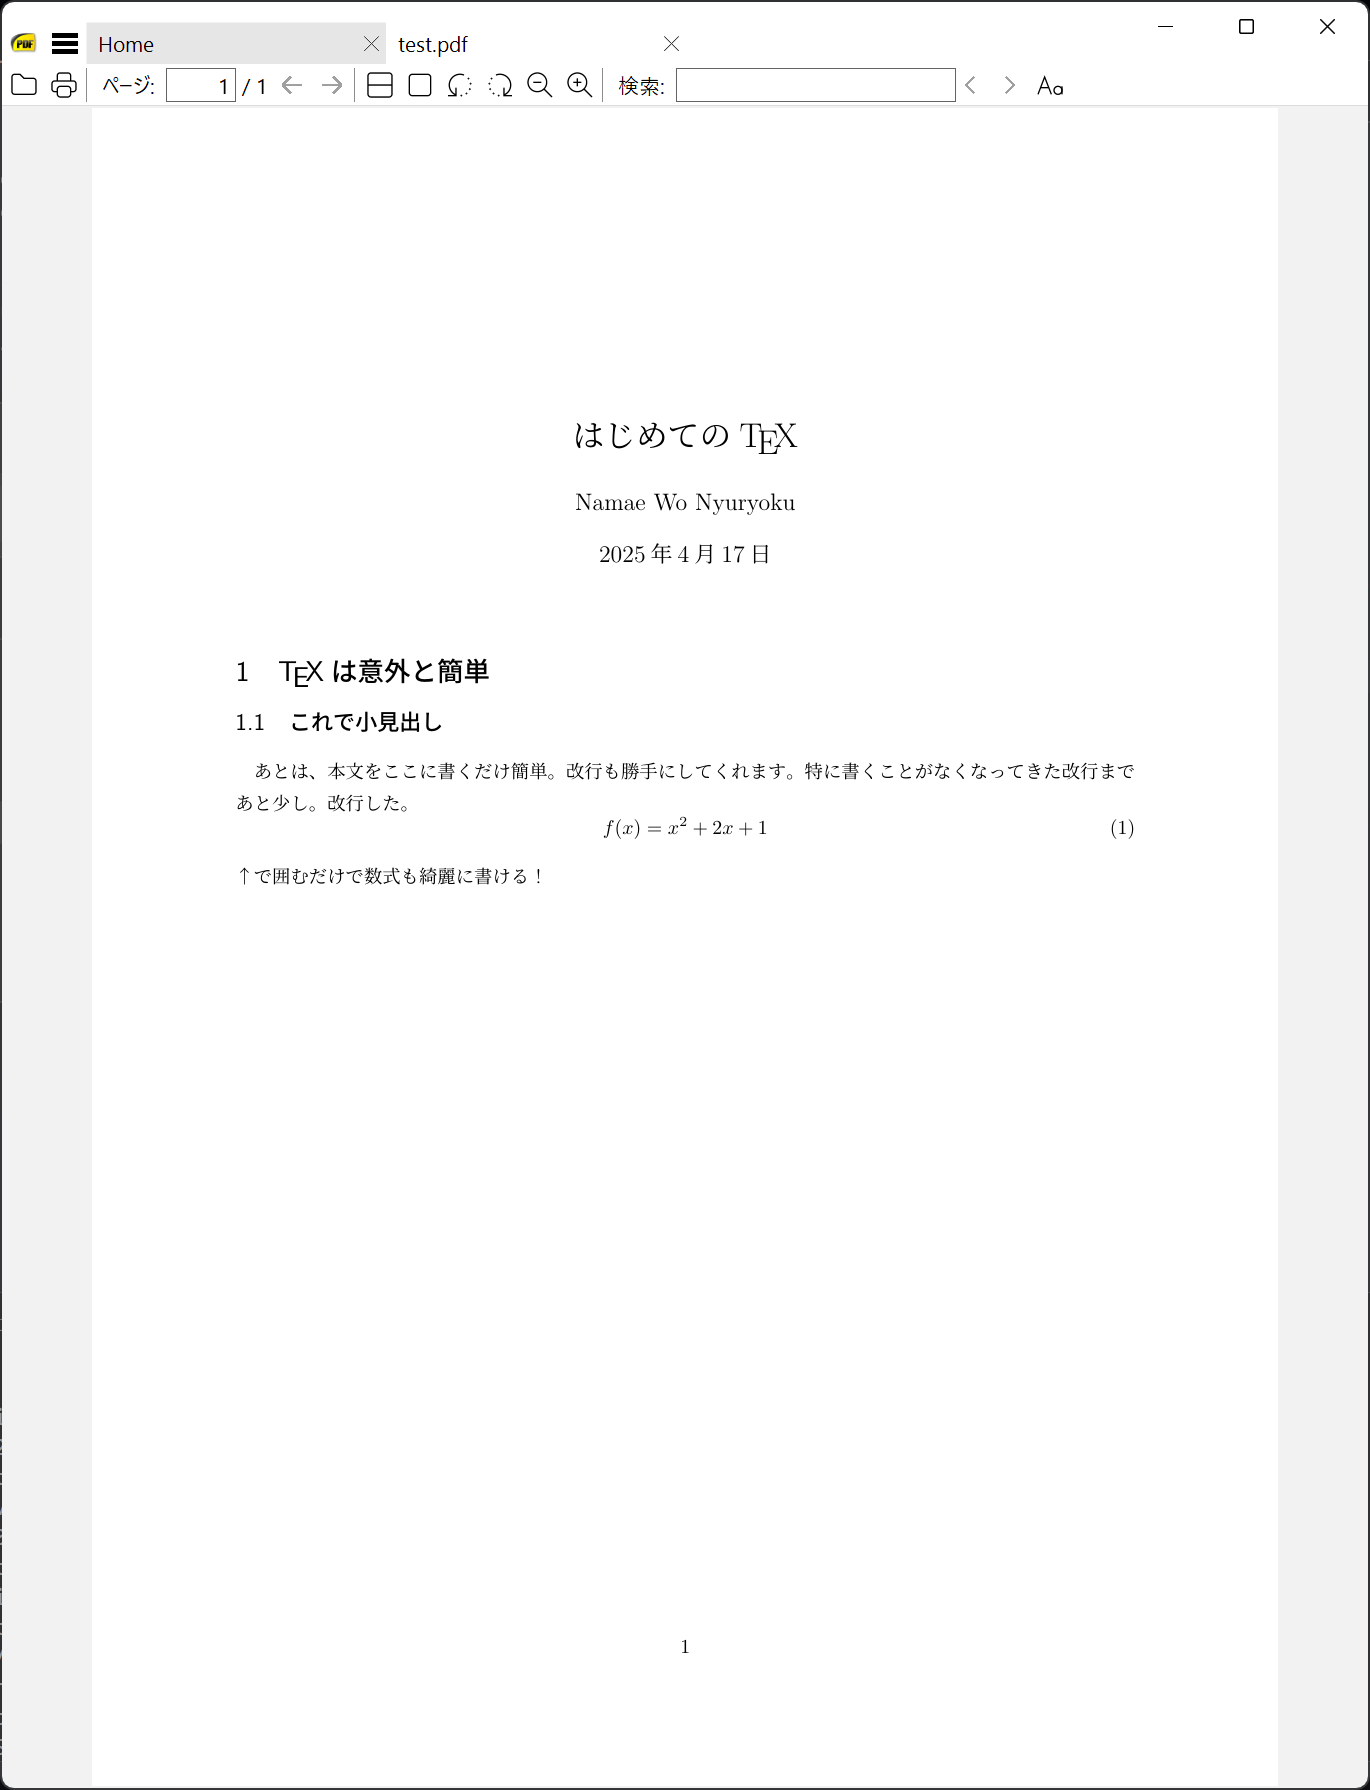 PDF
Home
test.pdf
ページ: 1 / 1
検索:
Aa
はじめての TEX
Namae Wo Nyuryoku
2025 年 4 月 17 日
1 TEX は意外と簡単
1.1 これで小見出し
あとは、本文をここに書くだけ簡単。改行も勝手にしてくれます。特に書くことがなくなってきた改行まで
あと少し。改行した。
f(x) = x² + 2x + 1 (1)
↑で囲むだけで数式も綺麗に書ける！
1